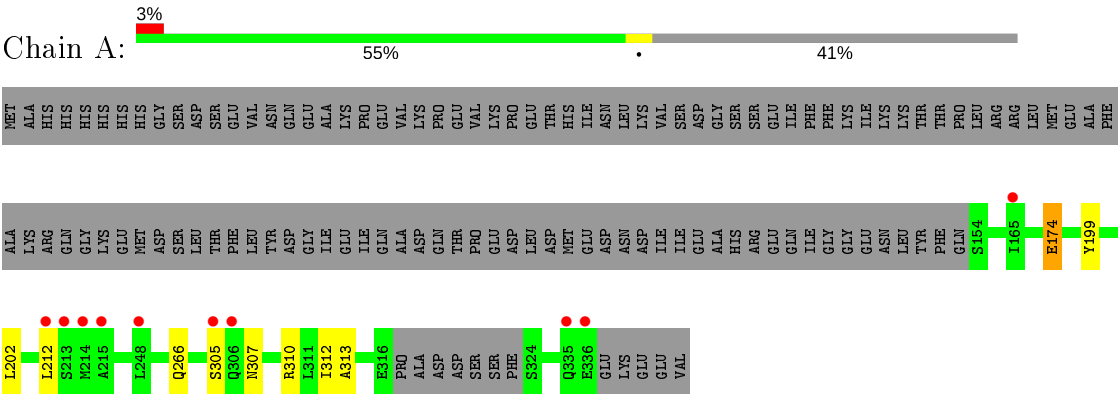 3%
Chain A:
55% • 41%
MET ALA HIS HIS HIS HIS HIS HIS GLY SER ASP SER GLU VAL ASN GLN GLU ALA LYS PRO GLU VAL LYS PRO GLU VAL LYS PRO GLU THR HIS ILE ASN LEU LYS VAL SER ASP GLY SER SER GLU ILE PHE PHE LYS ILE LYS LYS THR THR PRO LEU ARG ARG LEU MET GLU ALA PHE
ALA LYS ARG GLN GLY LYS GLU MET ASP SER LEU THR PHE LEU TYR ASP GLY ILE GLU ILE GLN ALA ASP GLN THR PRO GLU ASP LEU ASP MET GLU ASP ASN ASP ILE ILE GLU ALA HIS ARG GLU GLN ILE GLY GLY GLU ASN LEU TYR PHE GLN S154 I165 E174 Y199
L202 L212 S213 M214 A215 L248 Q266 S305 Q306 N307 R310 L311 I312 A313 E316 PRO ALA ASP ASP SER SER PHE S324 Q335 E336 GLU LYS GLU GLU VAL